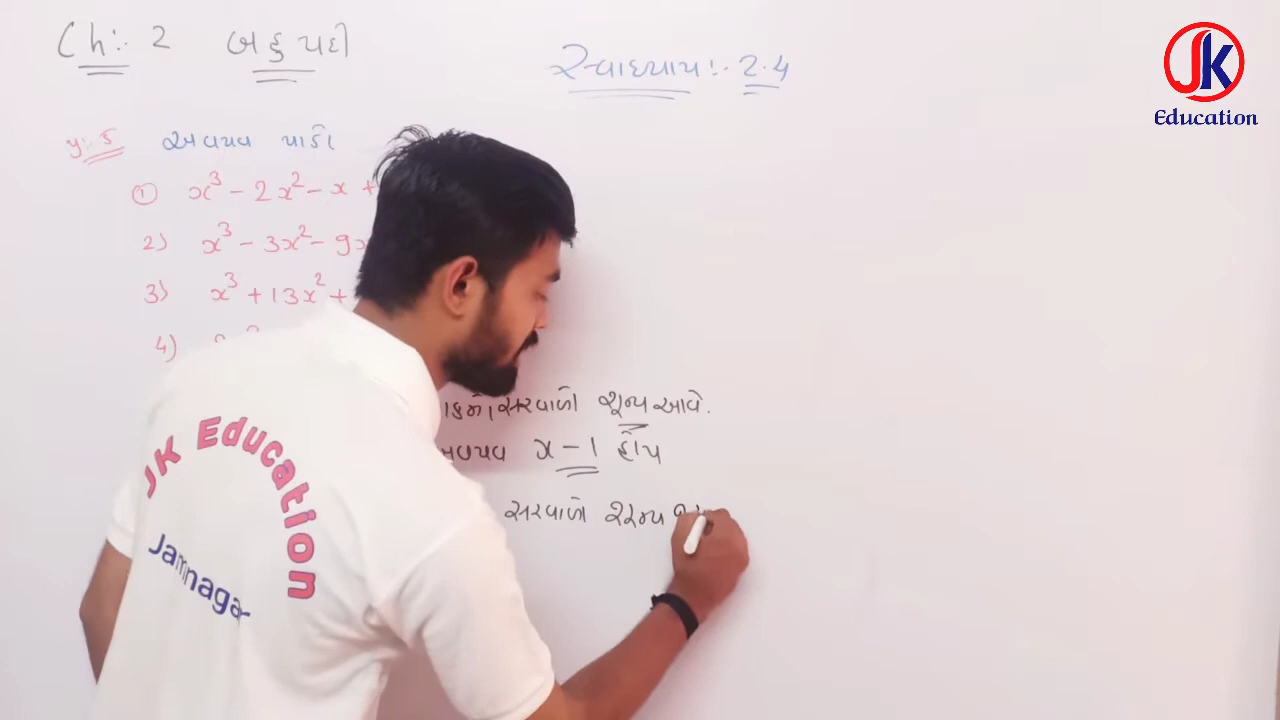 Ch:- 2 બહુપદી
સ્વાધ્યાય:- 2.4
JK
Education
પ્ર: 5 અવયવ પાડો
① x³ - 2x² - x +
2) x³ - 3x² - 9x
3) x³ + 13x² +
4)
સરવાળો શૂન્ય આવે.
અવયવ x - 1 હોય
સરવાળો શૂન્ય
JK Education
Jamnagar